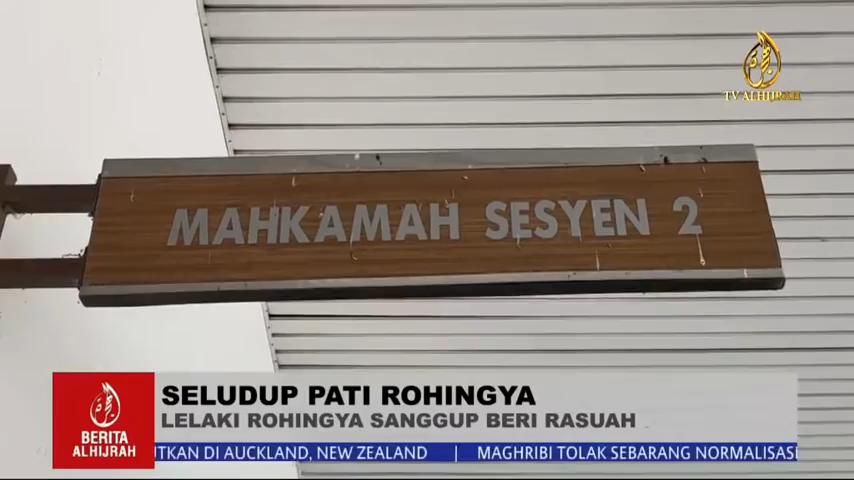 TV ALHIJRAH
MAHKAMAH SESYEN 2
SELUDUP PATI ROHINGYA
LELAKI ROHINGYA SANGGUP BERI RASUAH
BERITA
ALHIJRAH
UTKAN DI AUCKLAND, NEW ZEALAND | MAGHRIBI TOLAK SEBARANG NORMALISASI